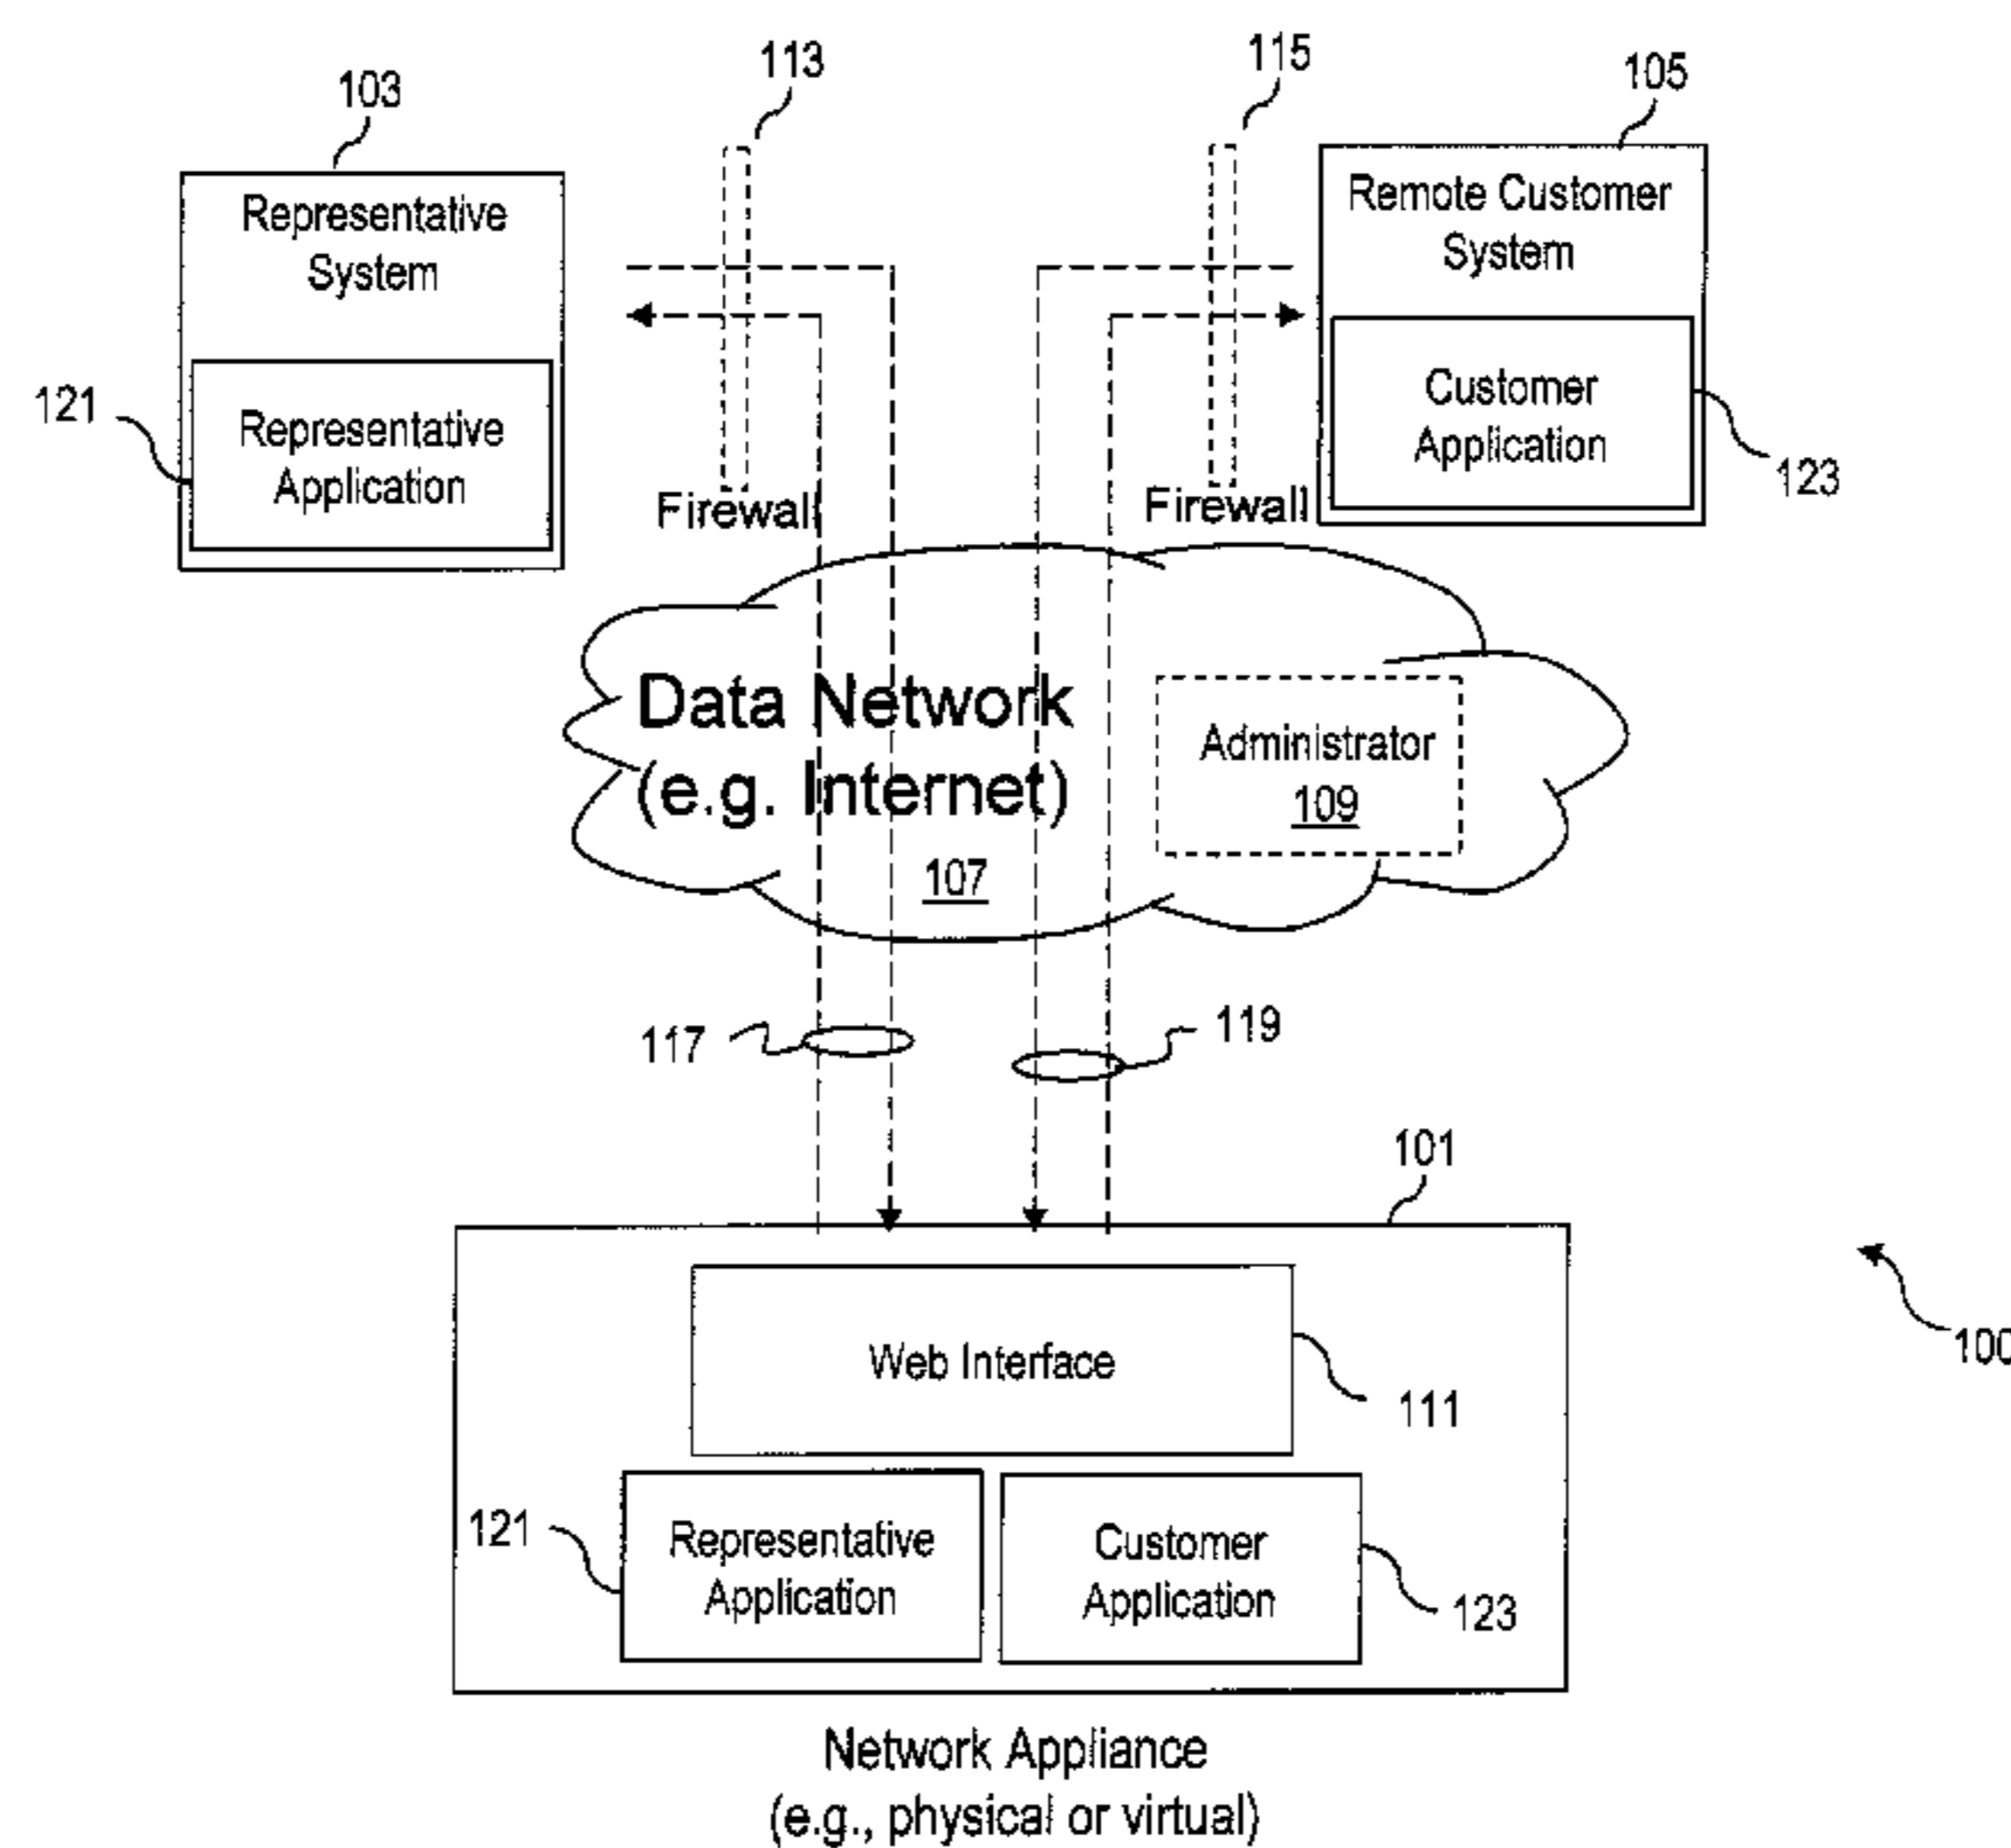 113
115
103
105
Representative
System
Remote Customer
System
121
Representative
Application
Customer
Application
123
Firewall
Firewall
Data Network
(e.g. Internet)
107
Administrator
109
117
119
101
Web Interface
111
100
121
Representative
Application
Customer
Application
123
Network Appliance
(e.g., physical or virtual)